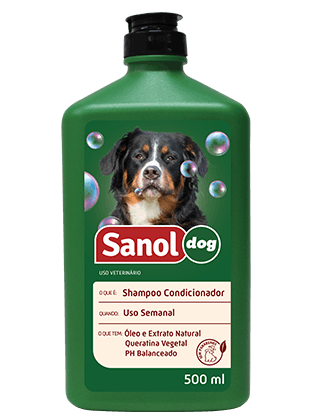 Sanol dog
USO VETERINÁRIO
O QUE É: Shampoo Condicionador
QUANDO: Uso Semanal
O QUE TEM: Óleo e Extrato Natural
Queratina Vegetal
PH Balanceado
500 ml